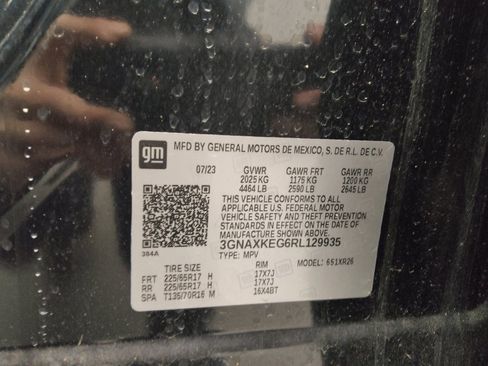 gm
MFD BY GENERAL MOTORS DE MEXICO, S. DE R.L. DE C.V.
07/23 GVWR GAWR FRT GAWR RR
2025 KG 1175 KG 1200 KG
4464 LB 2590 LB 2645 LB
THIS VEHICLE CONFORMS TO ALL
APPLICABLE U.S. FEDERAL MOTOR
VEHICLE SAFETY AND THEFT PREVENTION
STANDARDS IN EFFECT ON THE DATE
OF MANUFACTURE SHOWN ABOVE.
384A
3GNAXKEG6RL129935
TYPE: MPV MODEL: 6S1XR26
TIRE SIZE RIM
FRT 225/65R17 H 17X7J
RR 225/65R17 H 17X7J
SPA T135/70R16 M 16X4BT